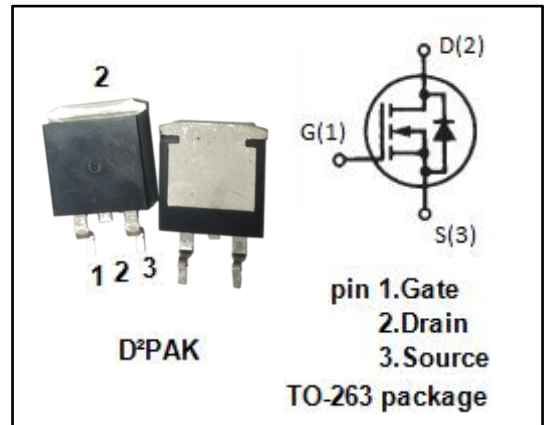 2
1 2 3
D²PAK
D(2)
G(1)
S(3)
pin 1.Gate
2.Drain
3.Source
TO-263 package